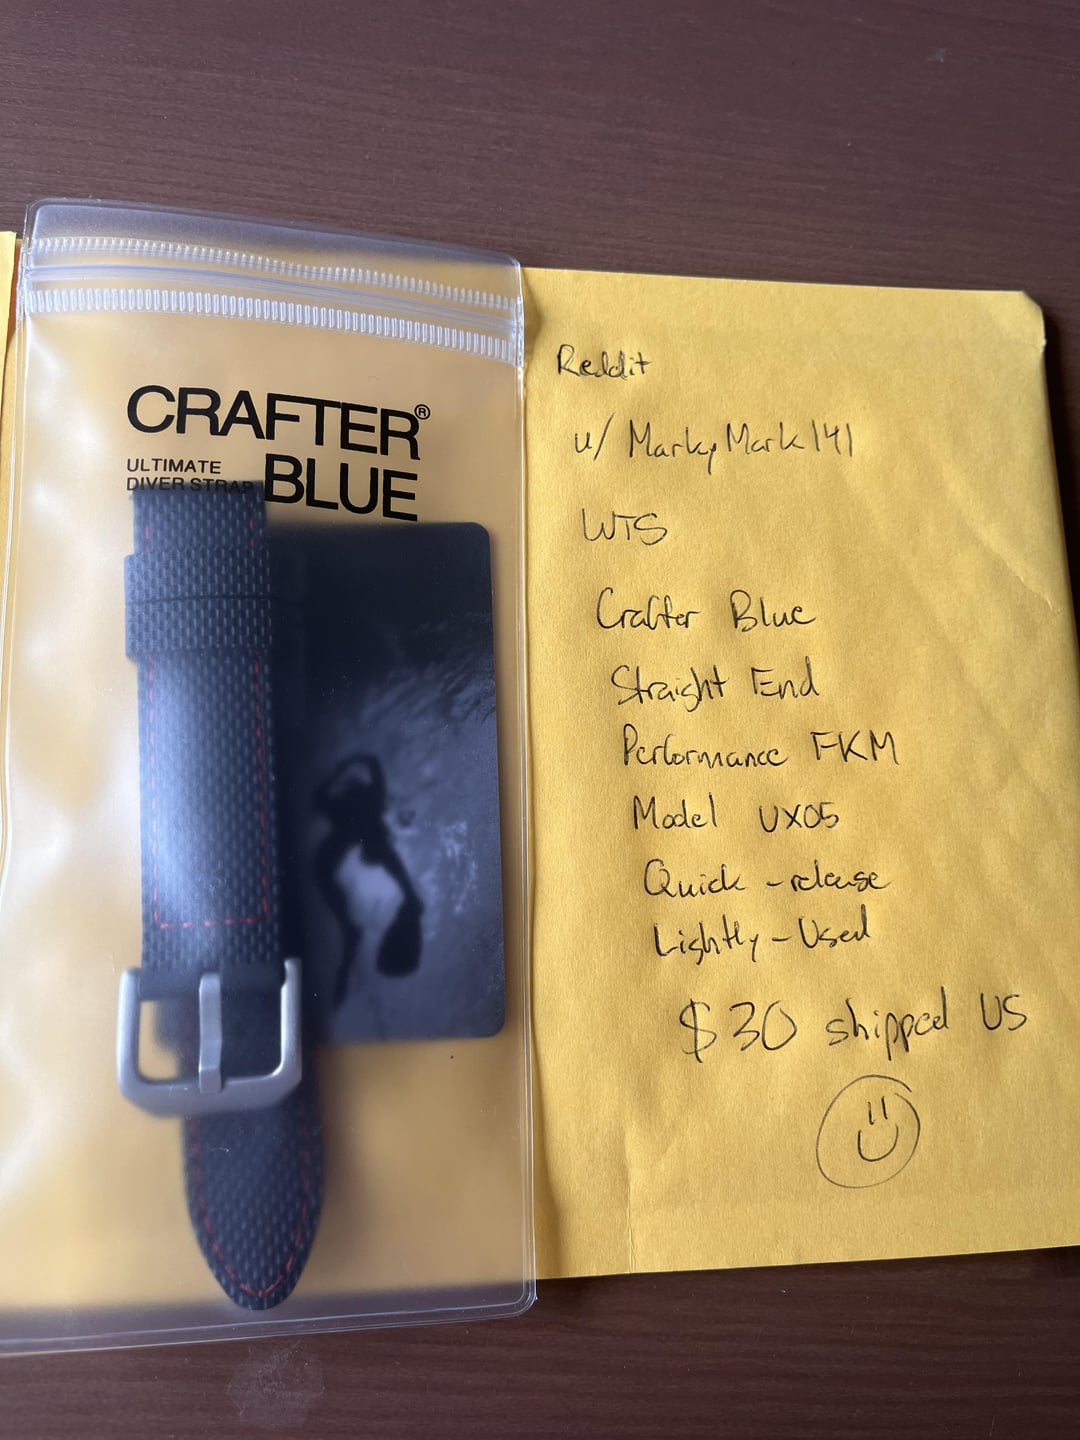 CRAFTER®
BLUE
ULTIMATE
DIVER STRAP
Reddit
u/MarkyMark141
WTS
Crafter Blue
Straight End
Performance FKM
Model UX05
Quick-release
Lightly-Used
$30 shipped US